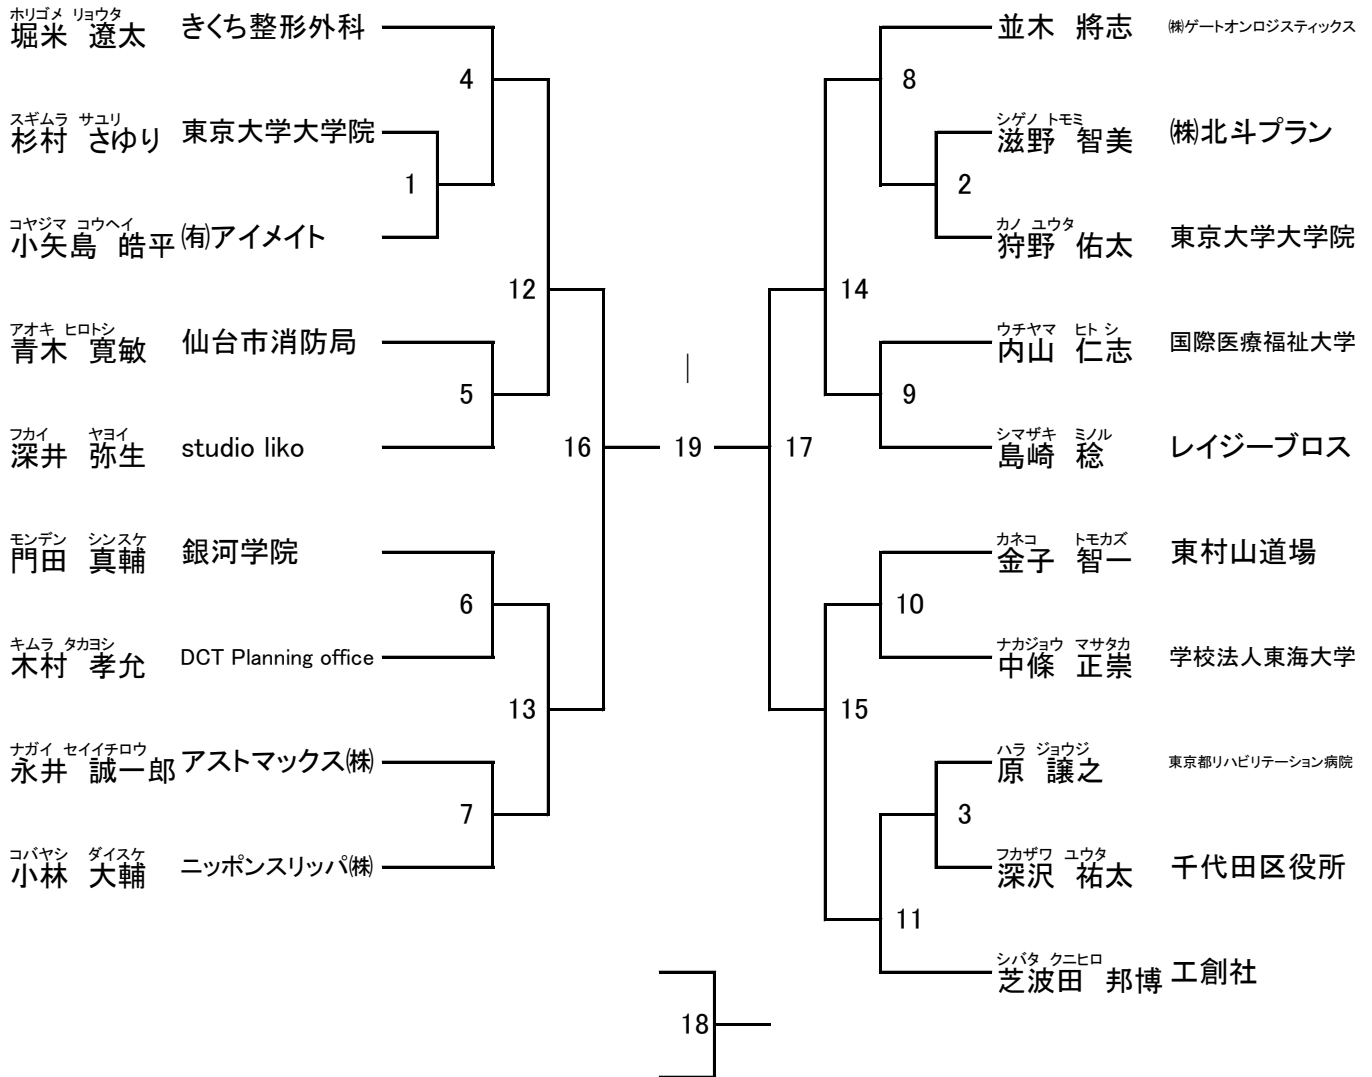 ホリゴメ リョウタ
堀米 遼太 きくち整形外科
4
スギムラ サユリ
杉村 さゆり 東京大学大学院
1
コヤジマ コウヘイ
小矢島 皓平 ㈲アイメイト
12
アオキ ヒロトシ
青木 寛敏 仙台市消防局
5
フカイ ヤヨイ
深井 弥生 studio liko
16
モンデン シンスケ
門田 真輔 銀河学院
6
キムラ タカヨシ
木村 孝允 DCT Planning office
13
ナガイ セイイチロウ
永井 誠一郎 アストマックス㈱
7
コバヤシ ダイスケ
小林 大輔 ニッポンスリッパ㈱
19
18
並木 將志 ㈱ゲートオンロジスティックス
8
シゲノ トモミ
滋野 智美 ㈱北斗プラン
2
カノ ユウタ
狩野 佑太 東京大学大学院
14
ウチヤマ ヒトシ
内山 仁志 国際医療福祉大学
9
シマザキ ミノル
島崎 稔 レイジーブロス
17
カネコ トモカズ
金子 智一 東村山道場
10
ナカジョウ マサタカ
中條 正崇 学校法人東海大学
15
ハラ ジョウジ
原 譲之 東京都リハビリテーション病院
3
フカザワ ユウタ
深沢 祐太 千代田区役所
11
シバタ クニヒロ
芝波田 邦博 工創社